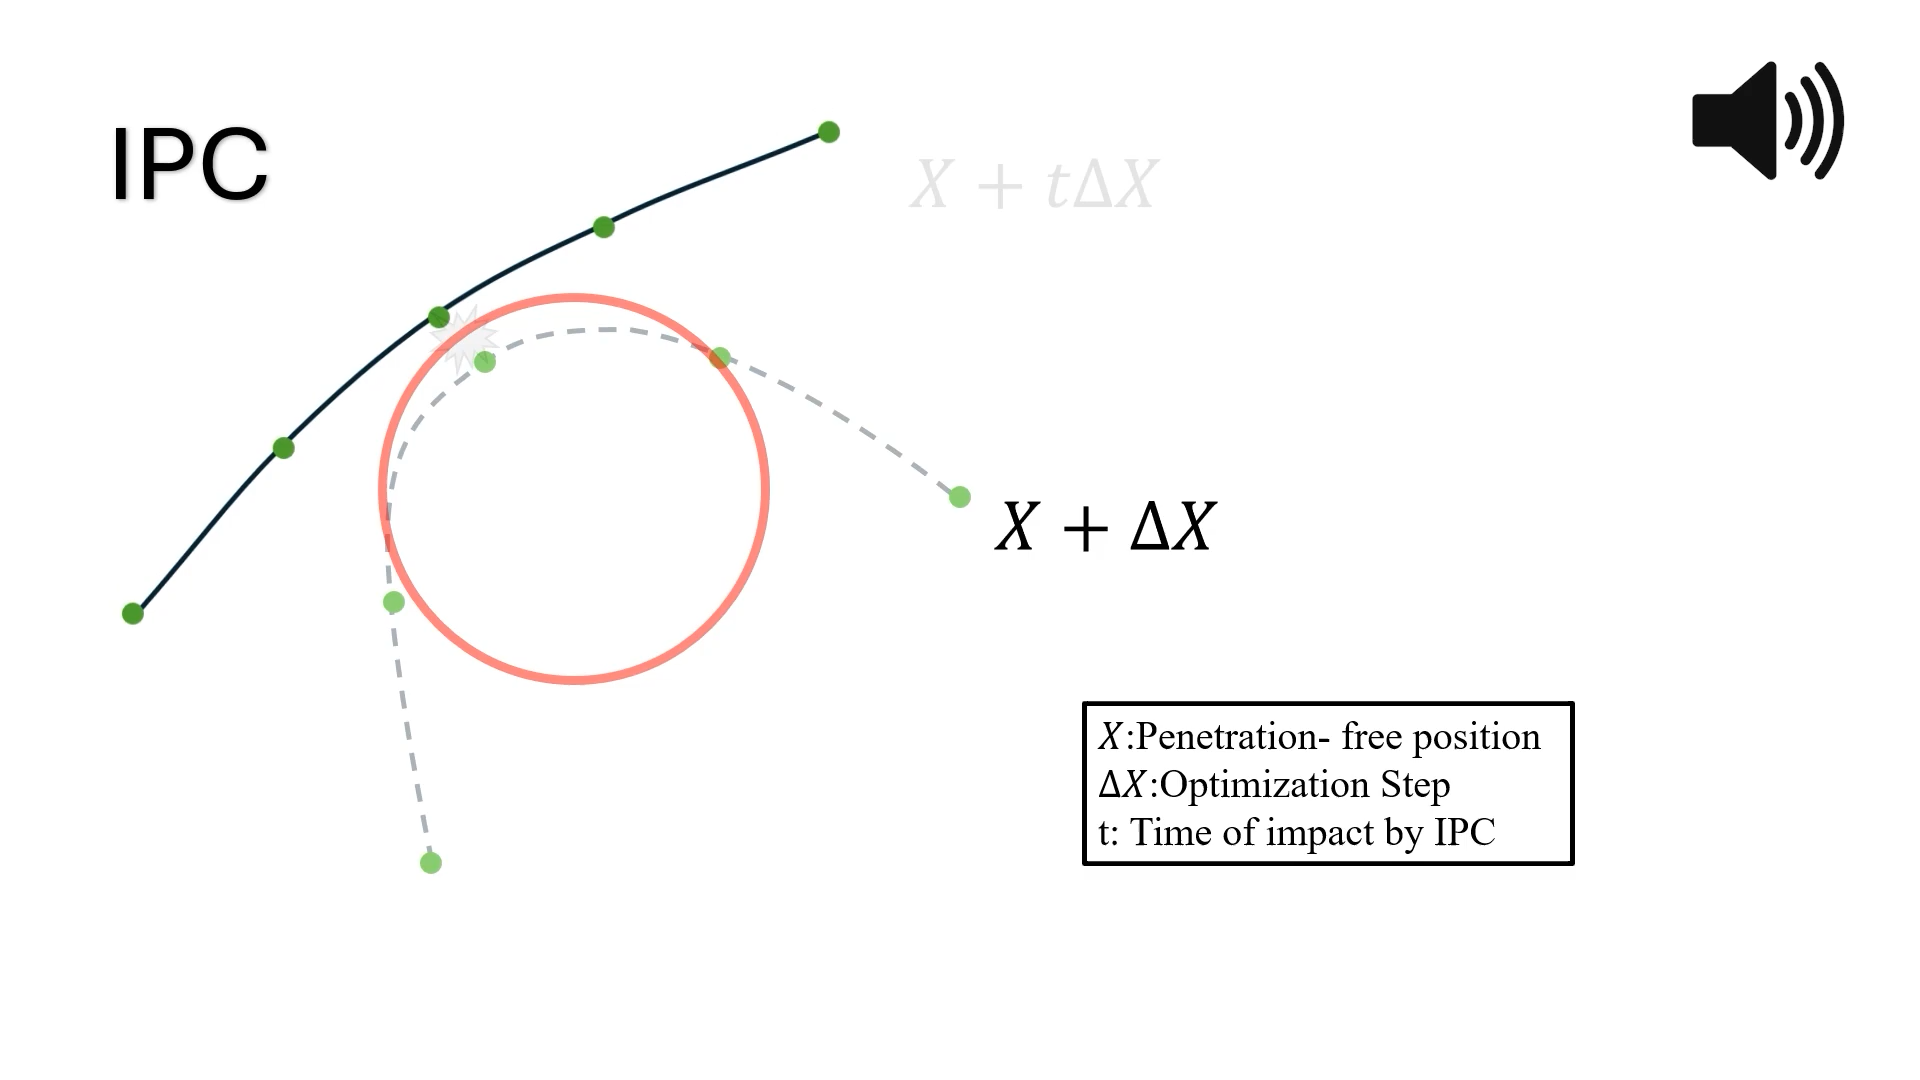 IPC
X + tΔX
X + ΔX
X:Penetration- free position
ΔX:Optimization Step
t: Time of impact by IPC